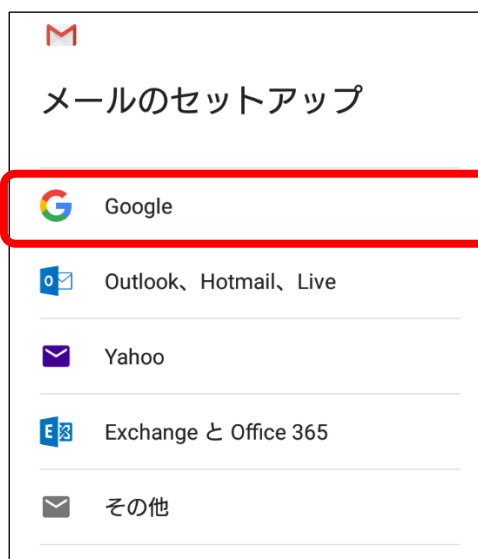 メールのセットアップ
Google
Outlook、Hotmail、Live
Yahoo
Exchange と Office 365
その他